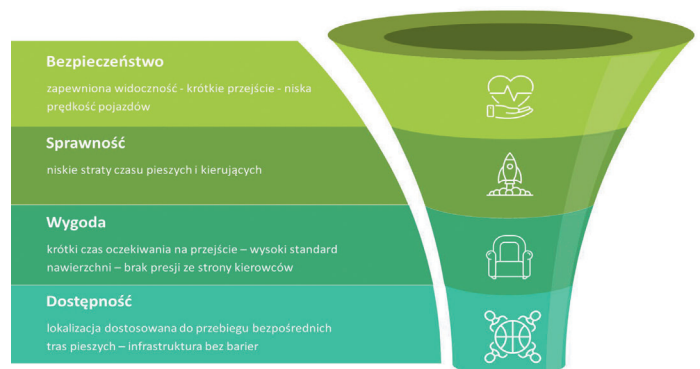 Bezpieczeństwo
zapewniona widoczność - krótkie przejście - niska
prędkość pojazdów
Sprawność
niskie straty czasu pieszych i kierujących
Wygoda
krótki czas oczekiwania na przejście – wysoki standard
nawierzchni – brak presji ze strony kierowców
Dostępność
lokalizacja dostosowana do przebiegu bezpośrednich
tras pieszych – infrastruktura bez barier